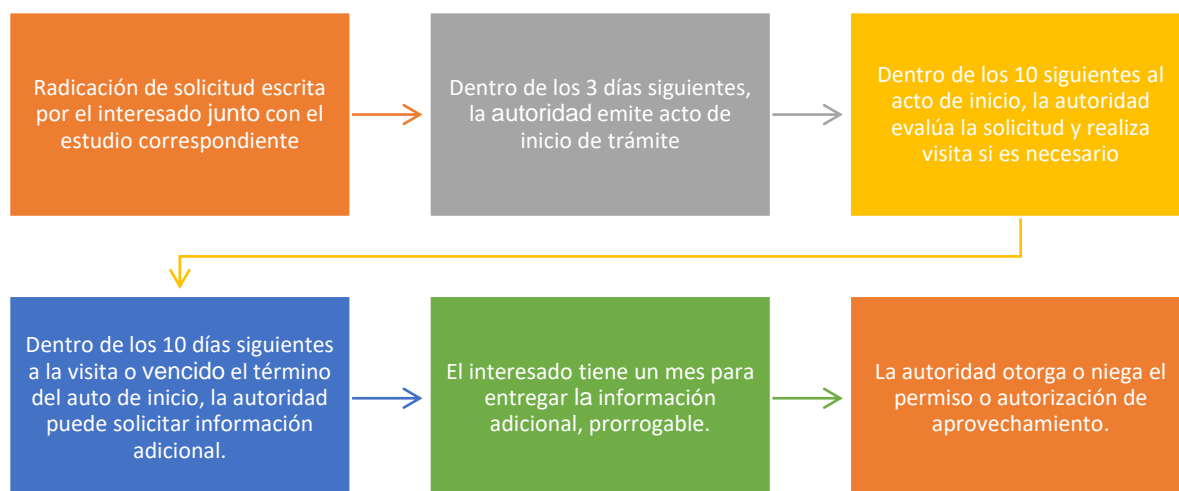 Radicación de solicitud escrita
por el interesado junto con el
estudio correspondiente
Dentro de los 3 días siguientes,
la autoridad emite acto de
inicio de trámite
Dentro de los 10 siguientes al
acto de inicio, la autoridad
evalúa la solicitud y realiza
visita si es necesario
Dentro de los 10 días siguientes
a la visita o vencido el término
del auto de inicio, la autoridad
puede solicitar información
adicional.
El interesado tiene un mes para
entregar la información
adicional, prorrogable.
La autoridad otorga o niega el
permiso o autorización de
aprovechamiento.